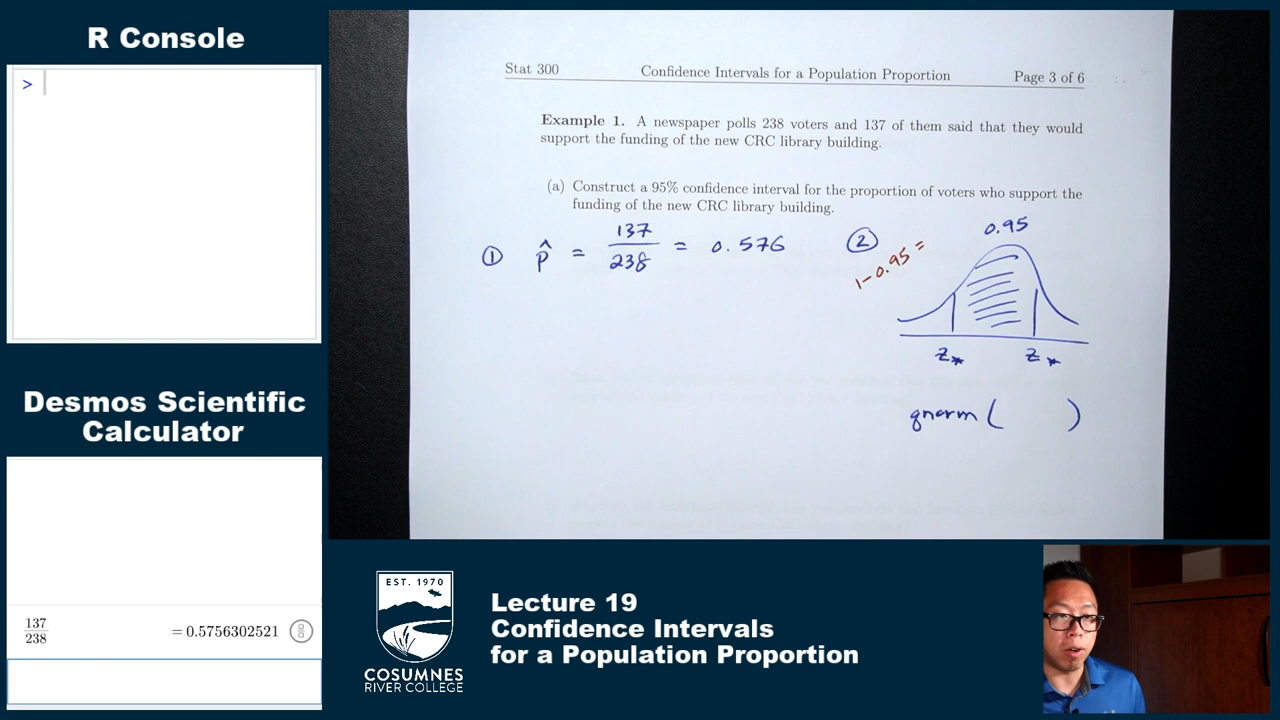 R Console
>
Desmos Scientific
Calculator
137
238
= 0.5756302521
Stat 300 Confidence Intervals for a Population Proportion Page 3 of 6
Example 1. A newspaper polls 238 voters and 137 of them said that they would
support the funding of the new CRC library building.
(a) Construct a 95% confidence interval for the proportion of voters who support the
funding of the new CRC library building.
① p̂ = 137/238 = 0.576
②
1-0.95 =
0.95
z* z*
qnorm ( )
EST. 1970
COSUMNES
RIVER COLLEGE
Lecture 19
Confidence Intervals
for a Population Proportion